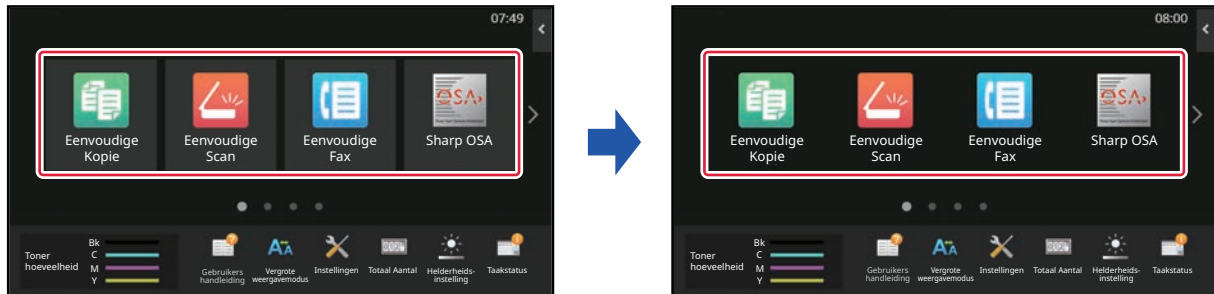 07:49
Eenvoudige
Kopie
Eenvoudige
Scan
Eenvoudige
Fax
Sharp OSA
Toner
hoeveelheid
Bk
C
M
Y
Gebruikers
handleiding
Vergrote
weergavemodus
Instellingen
Totaal Aantal
Helderheids-
instelling
Taakstatus
08:00
Eenvoudige
Kopie
Eenvoudige
Scan
Eenvoudige
Fax
Sharp OSA
Toner
hoeveelheid
Bk
C
M
Y
Gebruikers
handleiding
Vergrote
weergavemodus
Instellingen
Totaal Aantal
Helderheids-
instelling
Taakstatus